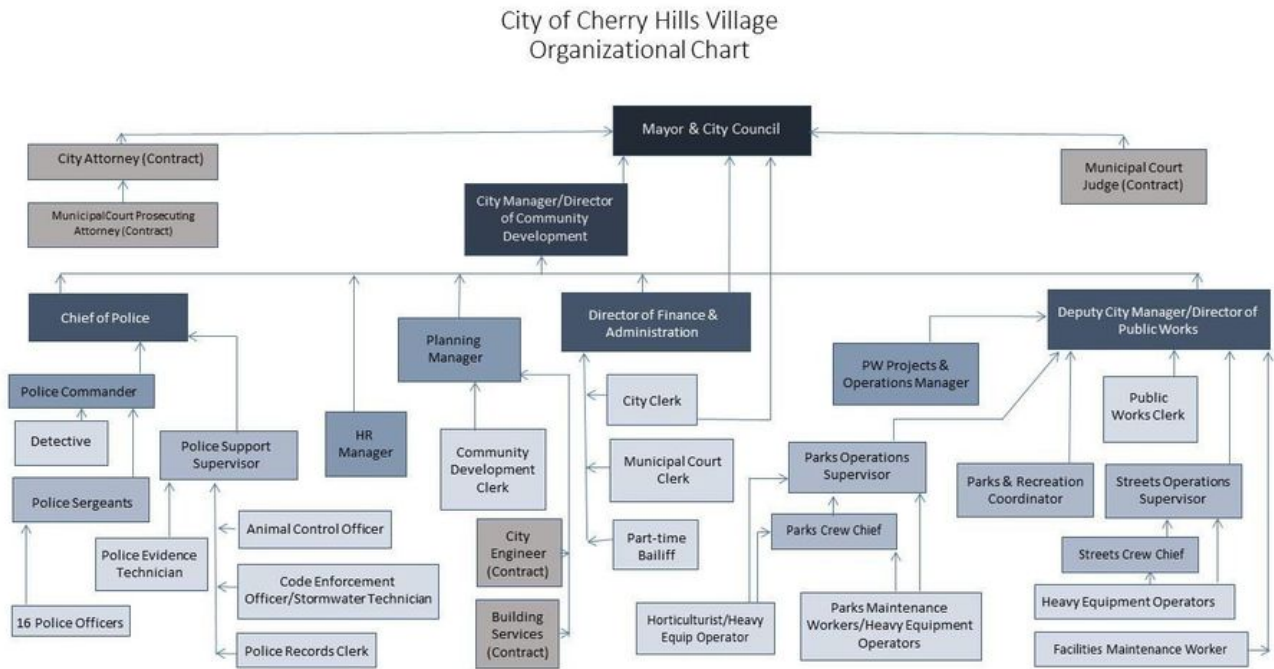 City of Cherry Hills Village
Organizational Chart
Mayor & City Council
City Attorney (Contract)
Municipal Court
Judge (Contract)
MunicipalCourt Prosecuting
Attorney (Contract)
City Manager/Director
of Community
Development
Chief of Police
Planning
Manager
Director of Finance &
Administration
Deputy City Manager/Director of
Public Works
PW Projects &
Operations Manager
Police Commander
City Clerk
Public
Works Clerk
Detective
Police Support
Supervisor
HR
Manager
Community
Development
Clerk
Municipal Court
Clerk
Parks Operations
Supervisor
Parks & Recreation
Coordinator
Streets Operations
Supervisor
Police Sergeants
Animal Control Officer
City
Engineer
(Contract)
Part-time
Bailiff
Parks Crew Chief
Police Evidence
Technician
Streets Crew Chief
Code Enforcement
Officer/Stormwater Technician
Heavy Equipment Operators
16 Police Officers
Building
Services
(Contract)
Horticulturist/Heavy
Equip Operator
Parks Maintenance
Workers/Heavy Equipment
Operators
Police Records Clerk
Facilities Maintenance Worker